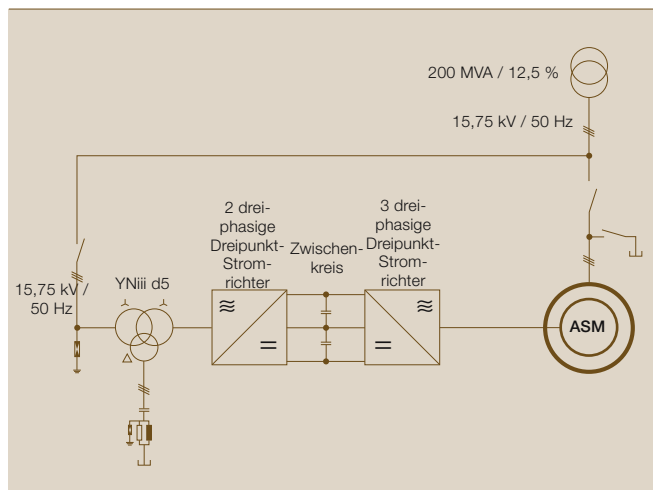 200 MVA / 12,5 %
15,75 kV / 50 Hz
2 drei-
phasige
Dreipunkt-
Strom-
richter
Zwischen-
kreis
3 drei-
phasige
Dreipunkt-
Strom-
richter
15,75 kV /
50 Hz
YNiii d5
ASM